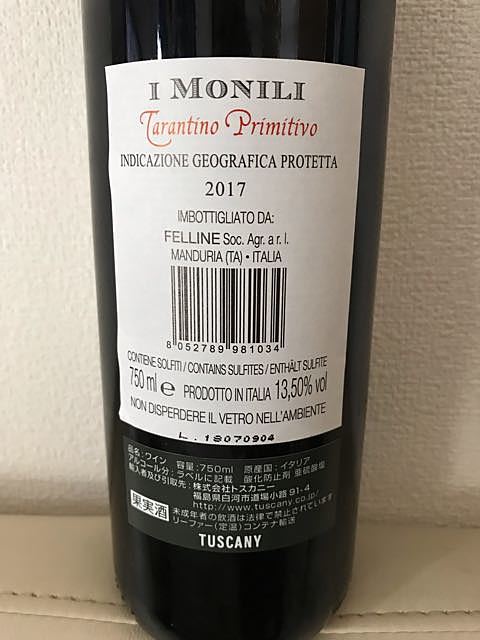 I MONILI
Tarantino Primitivo
INDICAZIONE GEOGRAFICA PROTETTA
2017
IMBOTTIGLIATO DA:
FELLINE Soc. Agr. a r. l.
MANDURIA (TA) • ITALIA
8 052789 981034
CONTIENE SOLFITI / CONTAINS SULFITES / ENTHÄLT SULFITE
750 ml e PRODOTTO IN ITALIA 13,50% vol
NON DISPERDERE IL VETRO NELL'AMBIENTE
L. 18070904
品名:ワイン 容量:750ml 原産国:イタリア
アルコール分:ラベルに記載 酸化防止剤 亜硫酸塩
輸入者及び引取先:株式会社トスカニー
福島県白河市道場小路91-4
http://www.tuscany.co.jp/
果実酒 未成年者の飲酒は法律で禁止されています
リーファー(定温)コンテナ輸送
TUSCANY